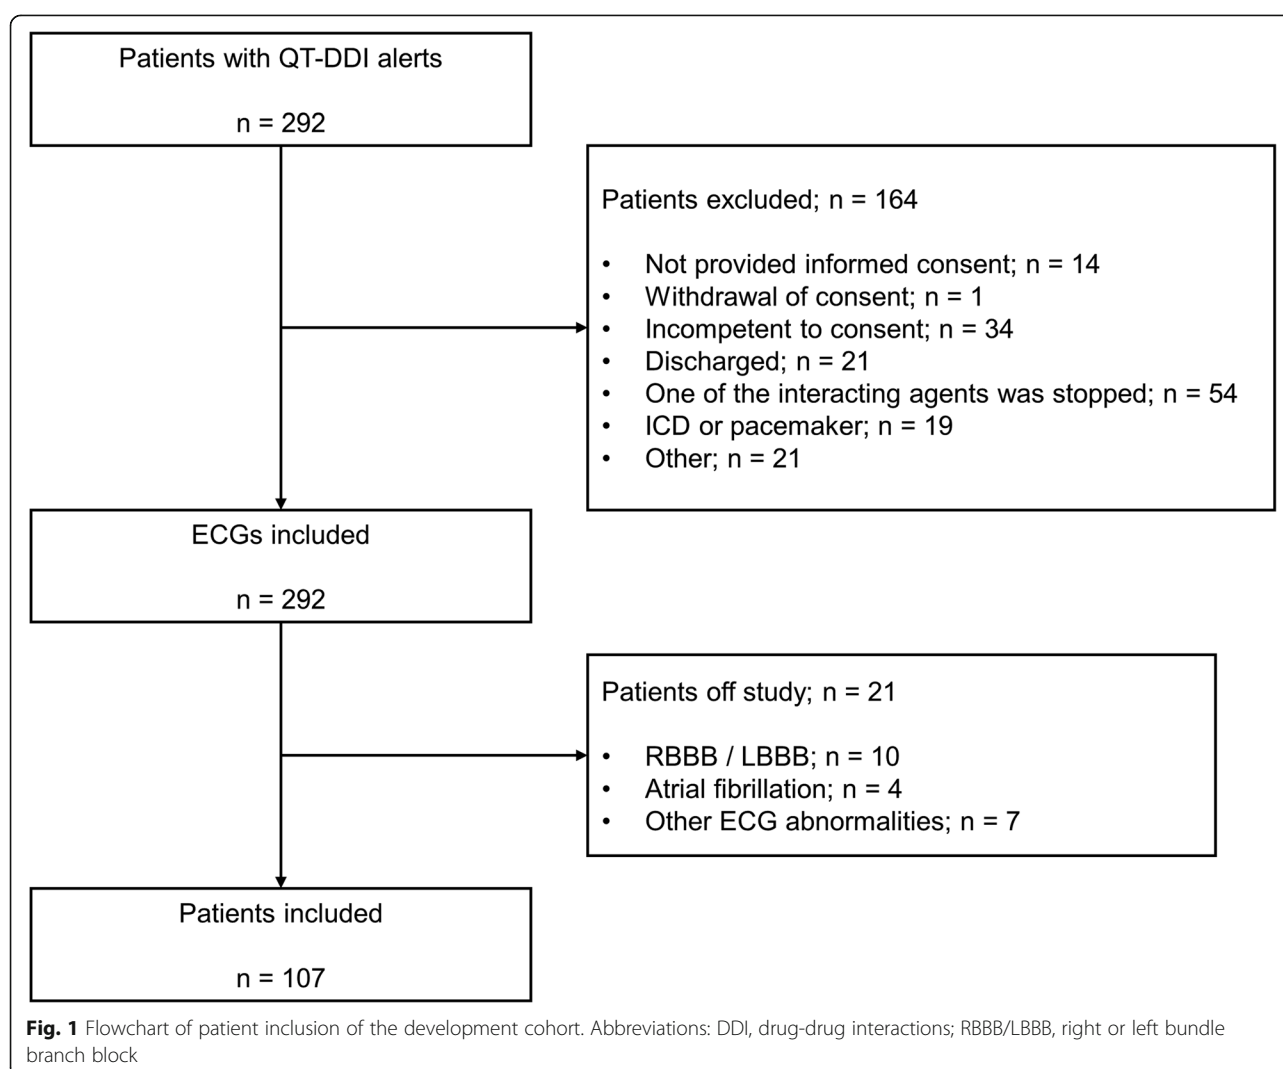 Patients with QT-DDI alerts
n = 292
Patients excluded; n = 164
• Not provided informed consent; n = 14
• Withdrawal of consent; n = 1
• Incompetent to consent; n = 34
• Discharged; n = 21
• One of the interacting agents was stopped; n = 54
• ICD or pacemaker; n = 19
• Other; n = 21
ECGs included
n = 292
Patients off study; n = 21
• RBBB / LBBB; n = 10
• Atrial fibrillation; n = 4
• Other ECG abnormalities; n = 7
Patients included
n = 107
Fig. 1 Flowchart of patient inclusion of the development cohort. Abbreviations: DDI, drug-drug interactions; RBBB/LBBB, right or left bundle
branch block